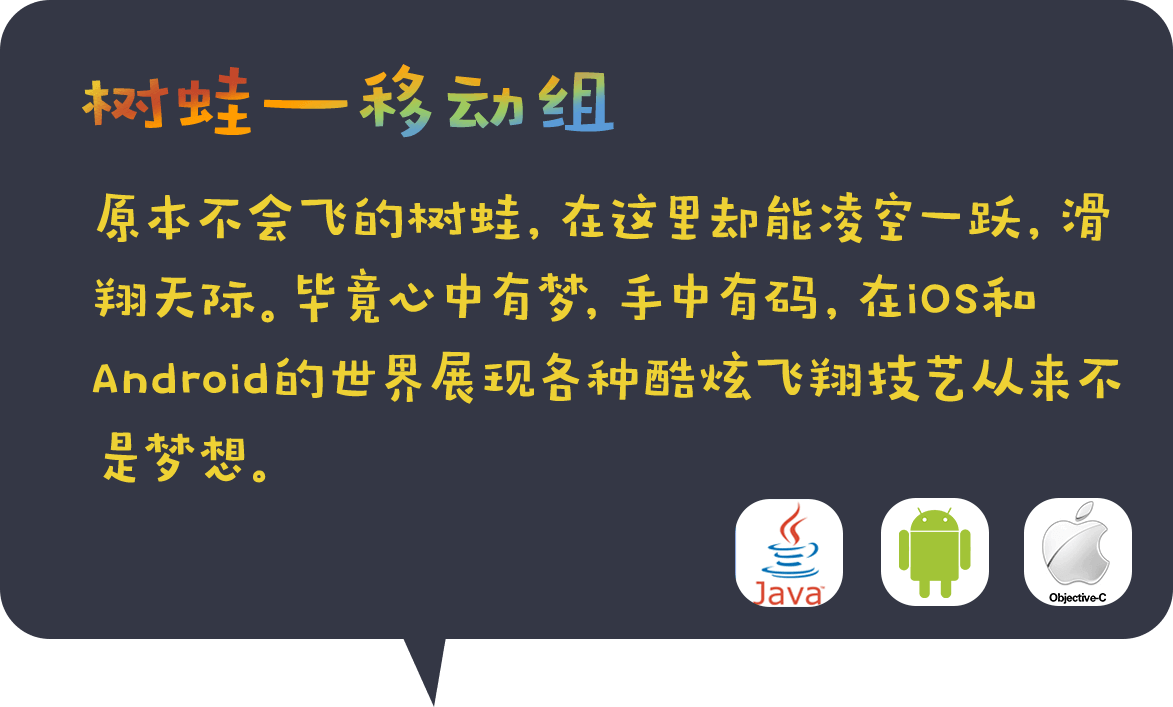 树蛙—移动组
原本不会飞的树蛙，在这里却能凌空一跃，滑
翔天际。毕竟心中有梦，手中有码，在iOS和
Android的世界展现各种酷炫飞翔技艺从来不
是梦想。
Java
Objective-C